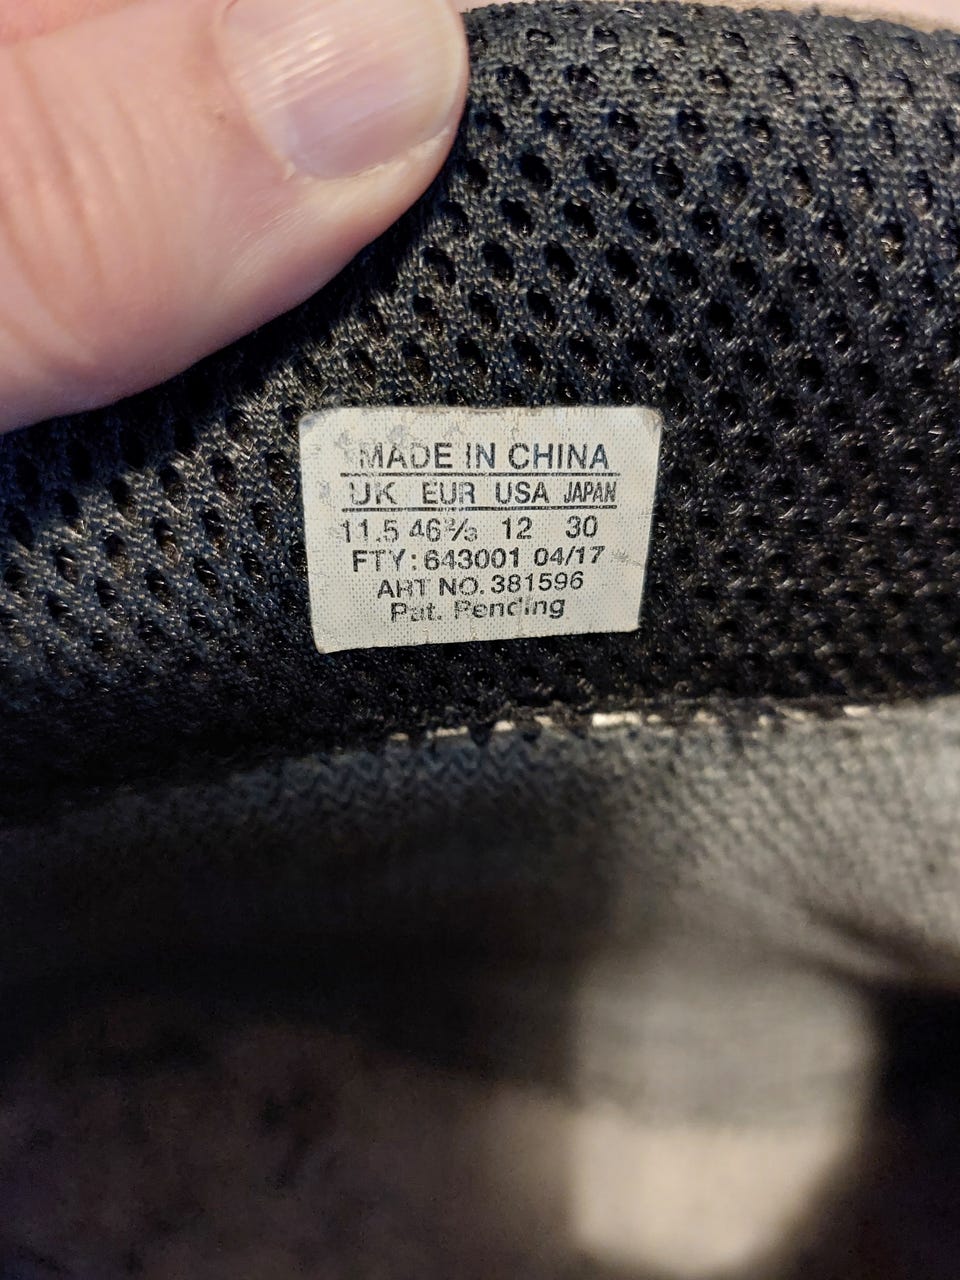 MADE IN CHINA
UK EUR USA JAPAN
11.5 46⅔ 12 30
FTY: 643001 04/17
ART NO. 381596
Pat. Pending